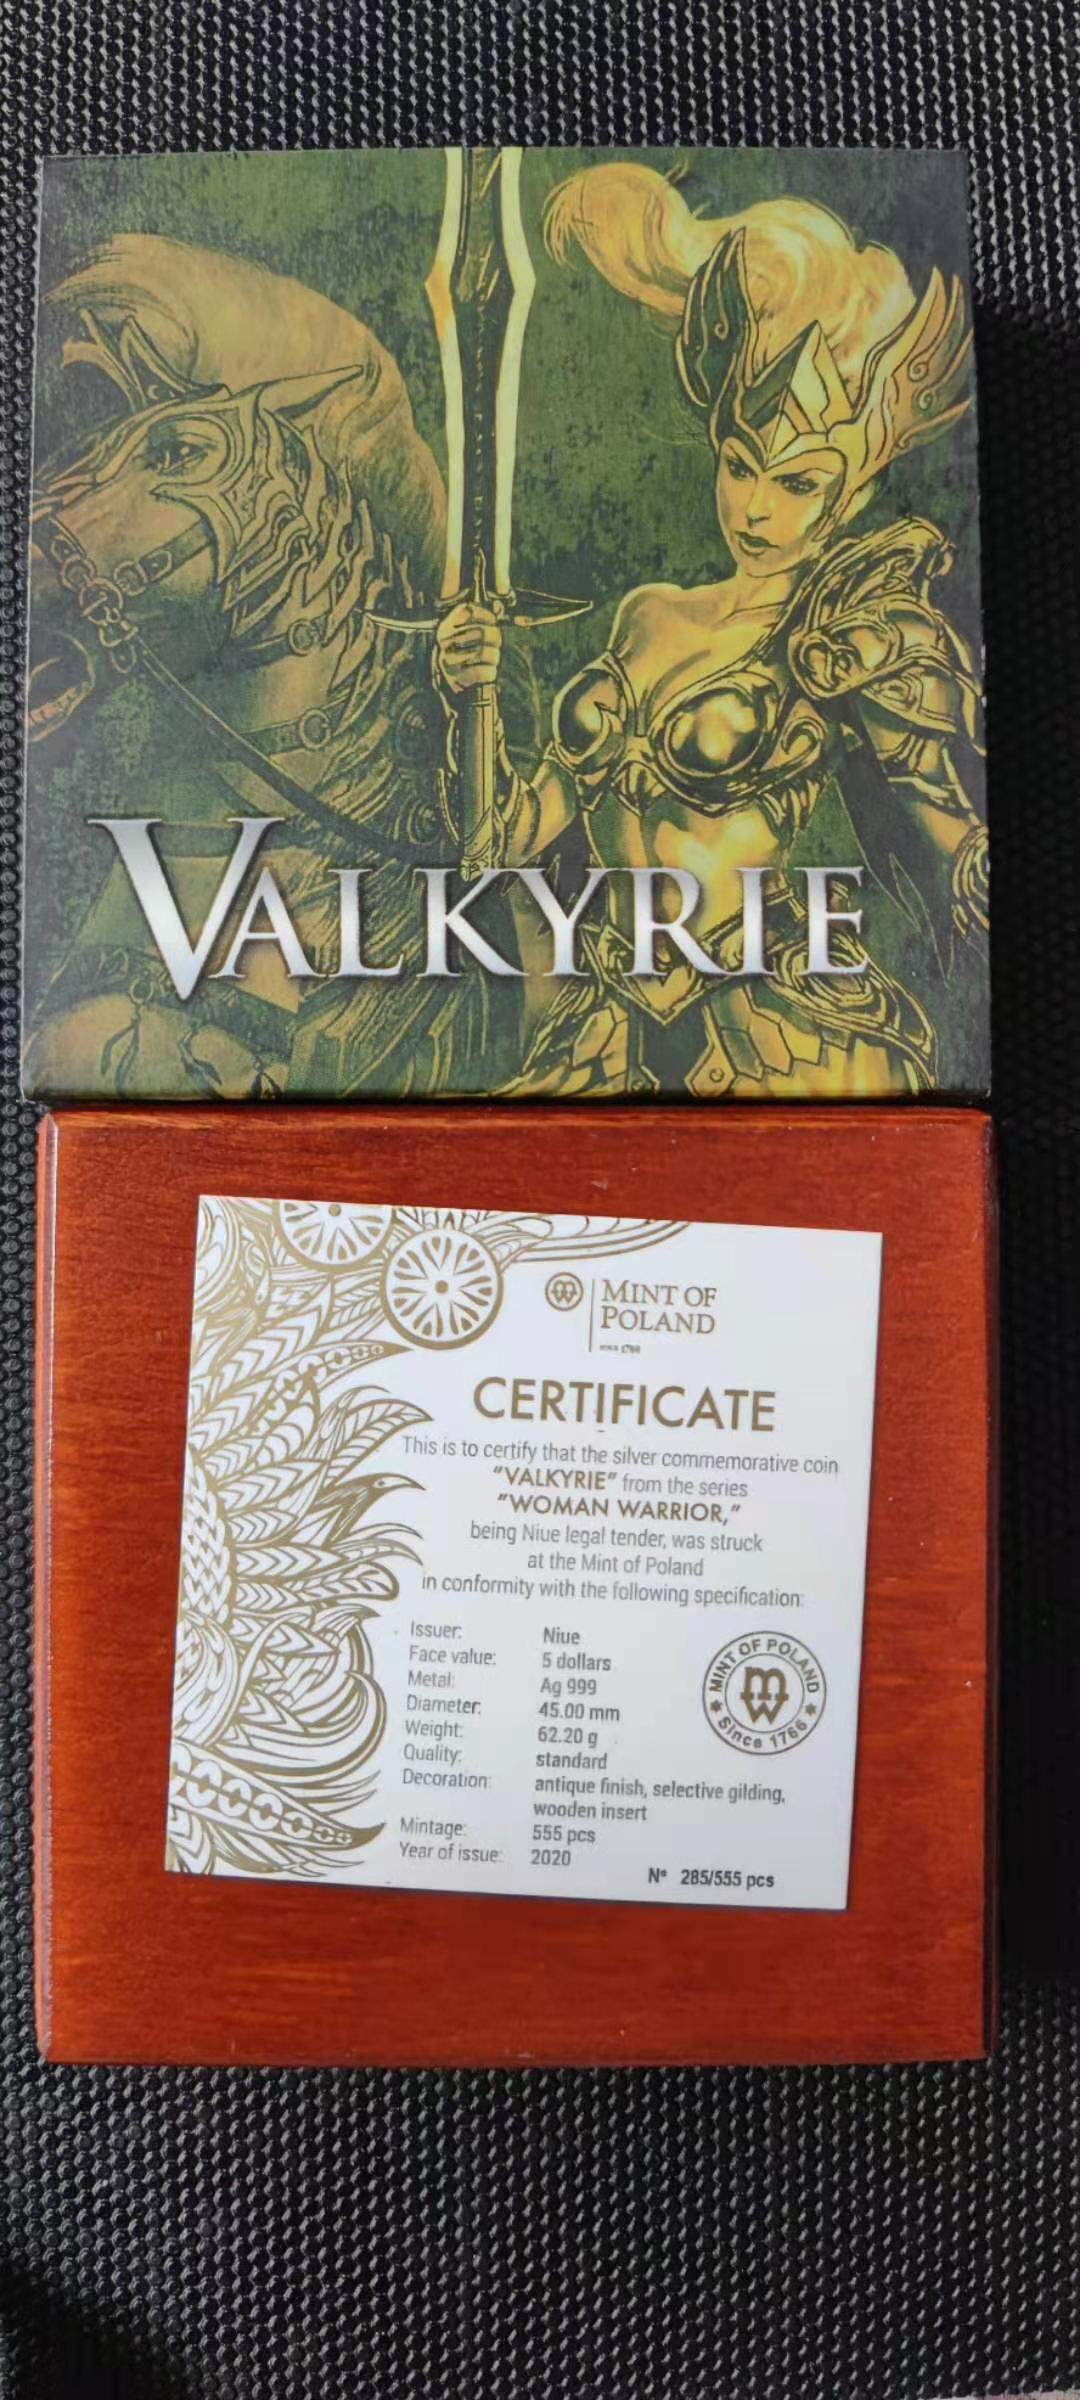 VALKYRIE
MINT OF
POLAND
SINCE 1766
CERTIFICATE
This is to certify that the silver commemorative coin
"VALKYRIE" from the series
"WOMAN WARRIOR,"
being Niue legal tender, was struck
at the Mint of Poland
in conformity with the following specification:
Issuer: Niue
Face value: 5 dollars
Metal: Ag 999
Diameter: 45.00 mm
Weight: 62.20 g
Quality: standard
Decoration: antique finish, selective gilding,
wooden insert
Mintage: 555 pcs
Year of issue: 2020
MINT OF POLAND
Since 1766
N° 285/555 pcs